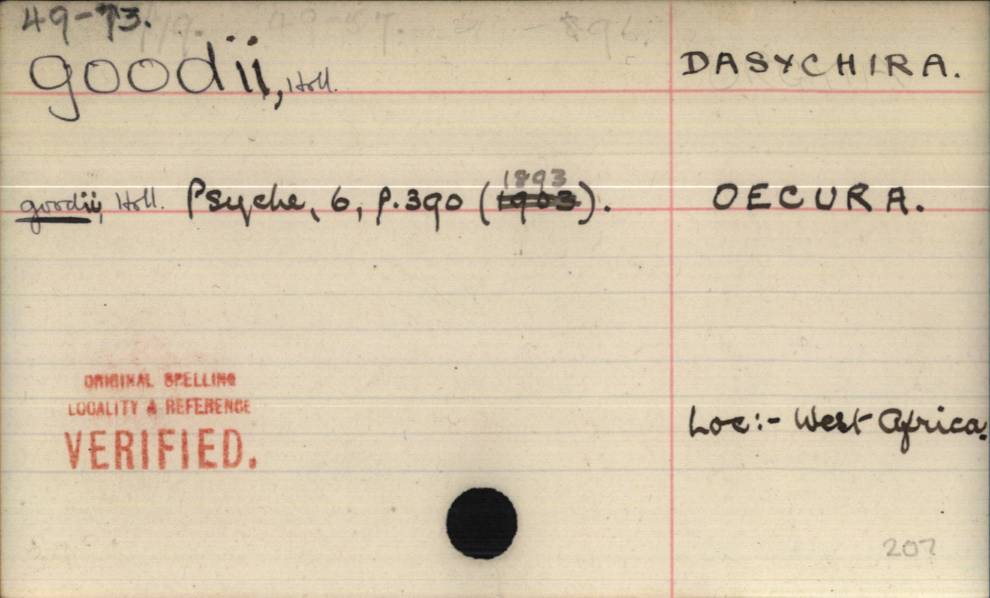 49-73.
goodii, Holl. DASYCHIRA.
goodii, Holl. Psyche, 6, p. 390 (1893 1903). OECURA.
ORIGINAL SPELLING
LOCALITY & REFERENCE
VERIFIED.
Loc:- West Africa.
207